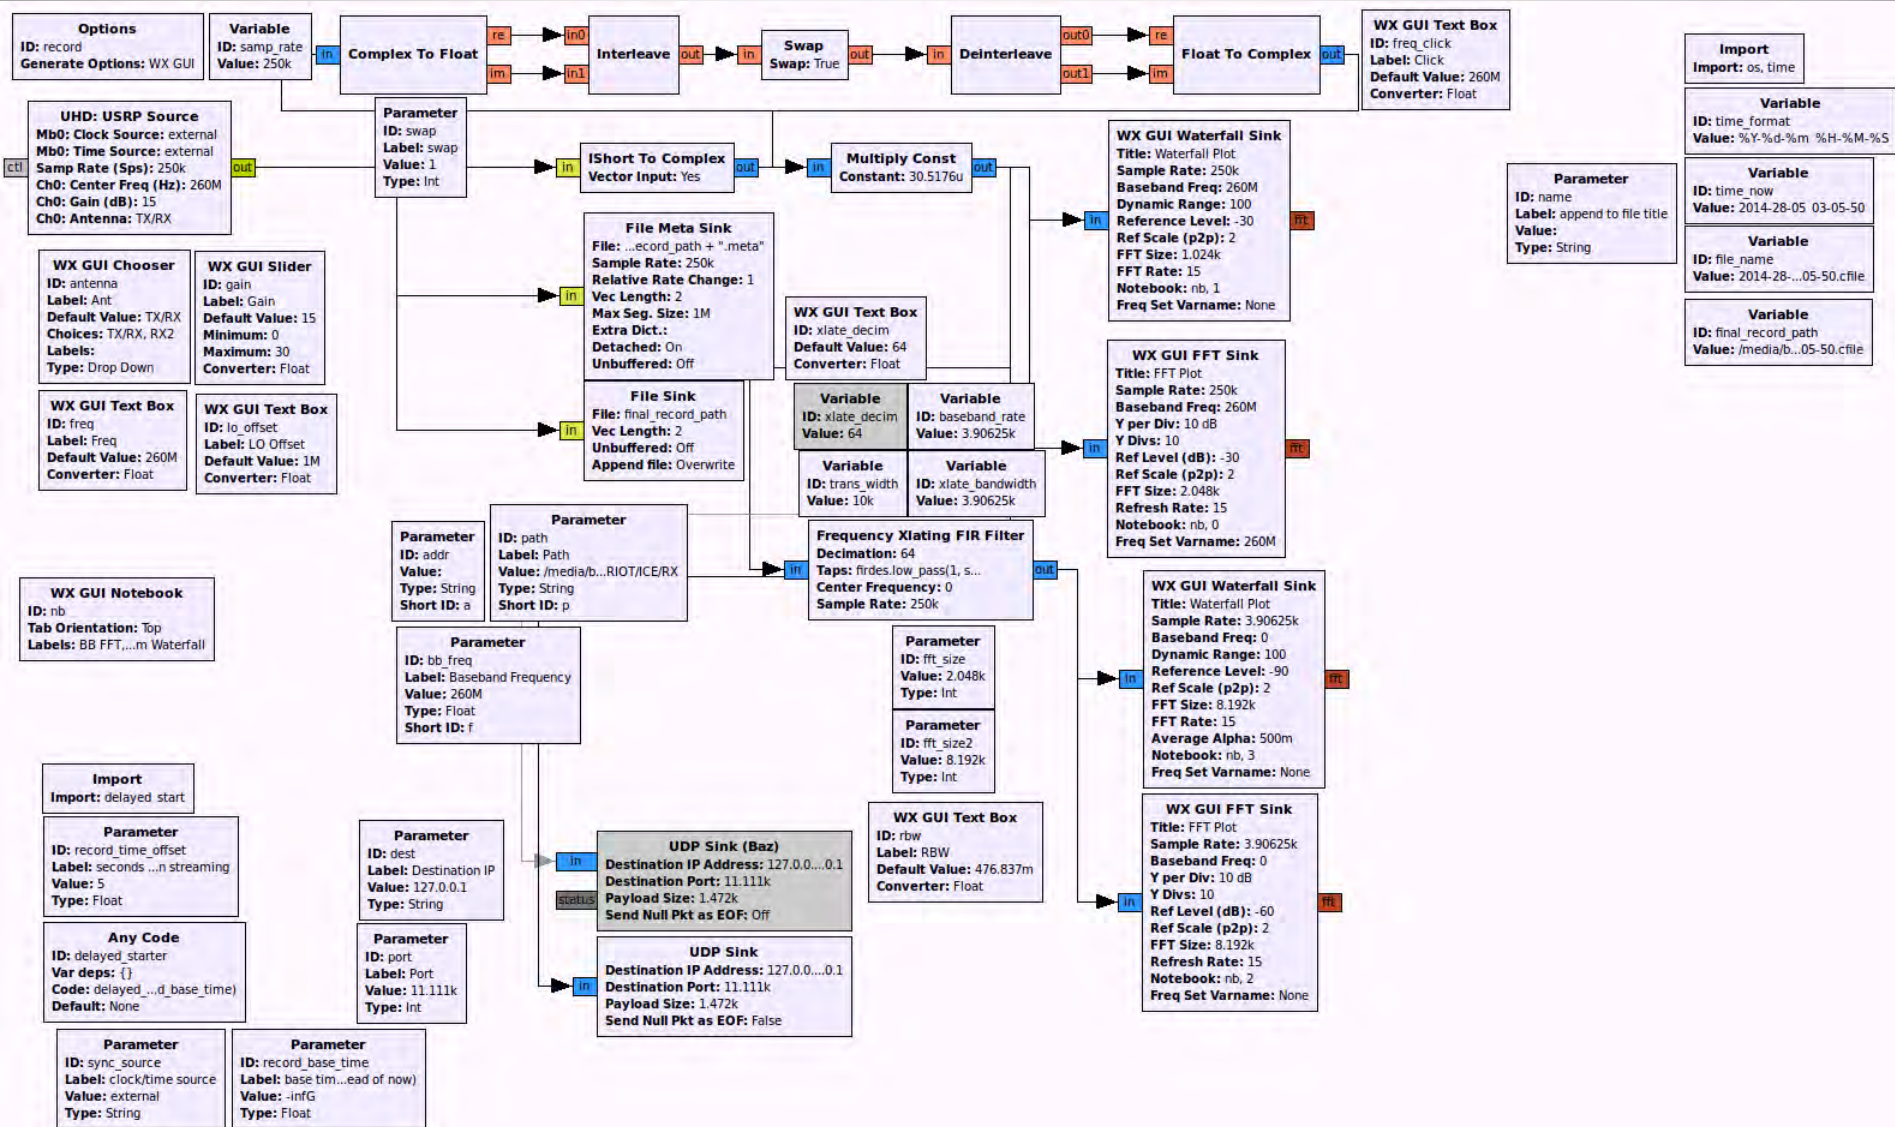 Options
ID: record
Generate Options: WX GUI
Variable
ID: samp_rate
Value: 250k
in
Complex To Float
re
im
in0
in1
Interleave
out
in
Swap
Swap: True
out
in
Deinterleave
out0
out1
re
im
Float To Complex
out
WX GUI Text Box
ID: freq_click
Label: Click
Default Value: 260M
Converter: Float
Import
Import: os, time
Variable
ID: time_format
Value: %Y-%d-%m %H-%M-%S
Variable
ID: time_now
Value: 2014-28-05 03-05-50
Variable
ID: file_name
Value: 2014-28-...05-50.cfile
Variable
ID: final_record_path
Value: /media/b...05-50.cfile
Parameter
ID: name
Label: append to file title
Value:
Type: String
UHD: USRP Source
Mb0: Clock Source: external
Mb0: Time Source: external
Samp Rate (Sps): 250k
Ch0: Center Freq (Hz): 260M
Ch0: Gain (dB): 15
Ch0: Antenna: TX/RX
ctl
out
Parameter
ID: swap
Label: swap
Value: 1
Type: Int
in
IShort To Complex
Vector Input: Yes
out
in
Multiply Const
Constant: 30.5176u
out
in
WX GUI Waterfall Sink
Title: Waterfall Plot
Sample Rate: 250k
Baseband Freq: 260M
Dynamic Range: 100
Reference Level: -30
Ref Scale (p2p): 2
FFT Size: 1.024k
FFT Rate: 15
Notebook: nb, 1
Freq Set Varname: None
fft
WX GUI Chooser
ID: antenna
Label: Ant
Default Value: TX/RX
Choices: TX/RX, RX2
Labels:
Type: Drop Down
WX GUI Slider
ID: gain
Label: Gain
Default Value: 15
Minimum: 0
Maximum: 30
Converter: Float
in
File Meta Sink
File: ...ecord_path + ".meta"
Sample Rate: 250k
Relative Rate Change: 1
Vec Length: 2
Max Seg. Size: 1M
Extra Dict.:
Detached: On
Unbuffered: Off
WX GUI Text Box
ID: xlate_decim
Default Value: 64
Converter: Float
in
WX GUI FFT Sink
Title: FFT Plot
Sample Rate: 250k
Baseband Freq: 260M
Y per Div: 10 dB
Y Divs: 10
Ref Level (dB): -30
Ref Scale (p2p): 2
FFT Size: 2.048k
Refresh Rate: 15
Notebook: nb, 0
Freq Set Varname: 260M
fft
WX GUI Text Box
ID: freq
Label: Freq
Default Value: 260M
Converter: Float
WX GUI Text Box
ID: lo_offset
Label: LO Offset
Default Value: 1M
Converter: Float
in
File Sink
File: final_record_path
Vec Length: 2
Unbuffered: Off
Append file: Overwrite
Variable
ID: xlate_decim
Value: 64
Variable
ID: baseband_rate
Value: 3.90625k
Variable
ID: trans_width
Value: 10k
Variable
ID: xlate_bandwidth
Value: 3.90625k
Parameter
ID: addr
Value:
Type: String
Short ID: a
Parameter
ID: path
Label: Path
Value: /media/b...RIOT/ICE/RX
Type: String
Short ID: p
in
Frequency Xlating FIR Filter
Decimation: 64
Taps: firdes.low_pass(1, s...
Center Frequency: 0
Sample Rate: 250k
out
WX GUI Notebook
ID: nb
Tab Orientation: Top
Labels: BB FFT,...m Waterfall
Parameter
ID: bb_freq
Label: Baseband Frequency
Value: 260M
Type: Float
Short ID: f
Parameter
ID: fft_size
Value: 2.048k
Type: Int
Parameter
ID: fft_size2
Value: 8.192k
Type: Int
in
WX GUI Waterfall Sink
Title: Waterfall Plot
Sample Rate: 3.90625k
Baseband Freq: 0
Dynamic Range: 100
Reference Level: -90
Ref Scale (p2p): 2
FFT Size: 8.192k
FFT Rate: 15
Average Alpha: 500m
Notebook: nb, 3
Freq Set Varname: None
fft
WX GUI Text Box
ID: rbw
Label: RBW
Default Value: 476.837m
Converter: Float
in
WX GUI FFT Sink
Title: FFT Plot
Sample Rate: 3.90625k
Baseband Freq: 0
Y per Div: 10 dB
Y Divs: 10
Ref Level (dB): -60
Ref Scale (p2p): 2
FFT Size: 8.192k
Refresh Rate: 15
Notebook: nb, 2
Freq Set Varname: None
fft
Import
Import: delayed_start
Parameter
ID: record_time_offset
Label: seconds ...n streaming
Value: 5
Type: Float
Parameter
ID: dest
Label: Destination IP
Value: 127.0.0.1
Type: String
in
status
UDP Sink (Baz)
Destination IP Address: 127.0.0....0.1
Destination Port: 11.111k
Payload Size: 1.472k
Send Null Pkt as EOF: Off
Any Code
ID: delayed_starter
Var deps: {}
Code: delayed_...d_base_time)
Default: None
Parameter
ID: port
Label: Port
Value: 11.111k
Type: Int
in
UDP Sink
Destination IP Address: 127.0.0....0.1
Destination Port: 11.111k
Payload Size: 1.472k
Send Null Pkt as EOF: False
Parameter
ID: sync_source
Label: clock/time source
Value: external
Type: String
Parameter
ID: record_base_time
Label: base tim...ead of now)
Value: -infG
Type: Float